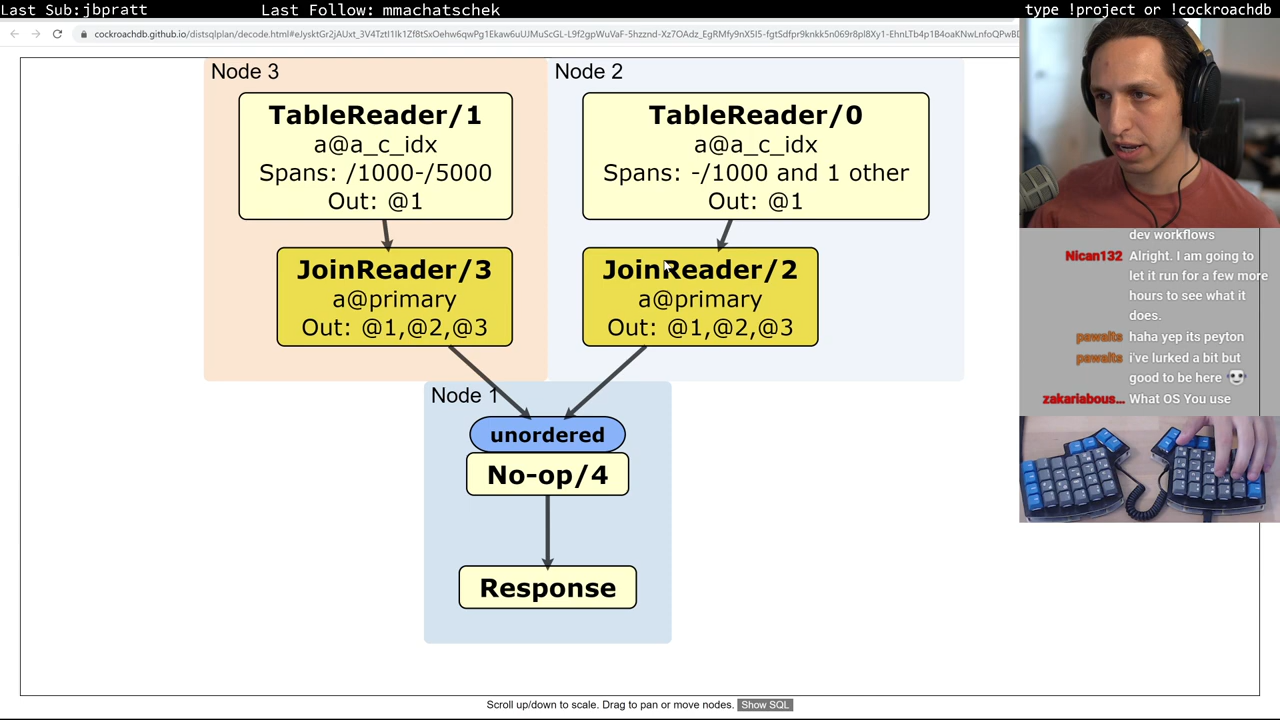 Last Sub:jbpratt
Last Follow: mmachatschek
type !project or !cockroachdb
Node 3
TableReader/1
a@a_c_idx
Spans: /1000-/5000
Out: @1
JoinReader/3
a@primary
Out: @1,@2,@3
Node 2
TableReader/0
a@a_c_idx
Spans: -/1000 and 1 other
Out: @1
JoinReader/2
a@primary
Out: @1,@2,@3
Node 1
unordered
No-op/4
Response
Scroll up/down to scale. Drag to pan or move nodes. Show SQL
dev workflows
Nican132 Alright. I am going to
let it run for a few more
hours to see what it
does.
pawalts haha yep its peyton
pawalts i've lurked a bit but
good to be here
zakariabous... What OS You use